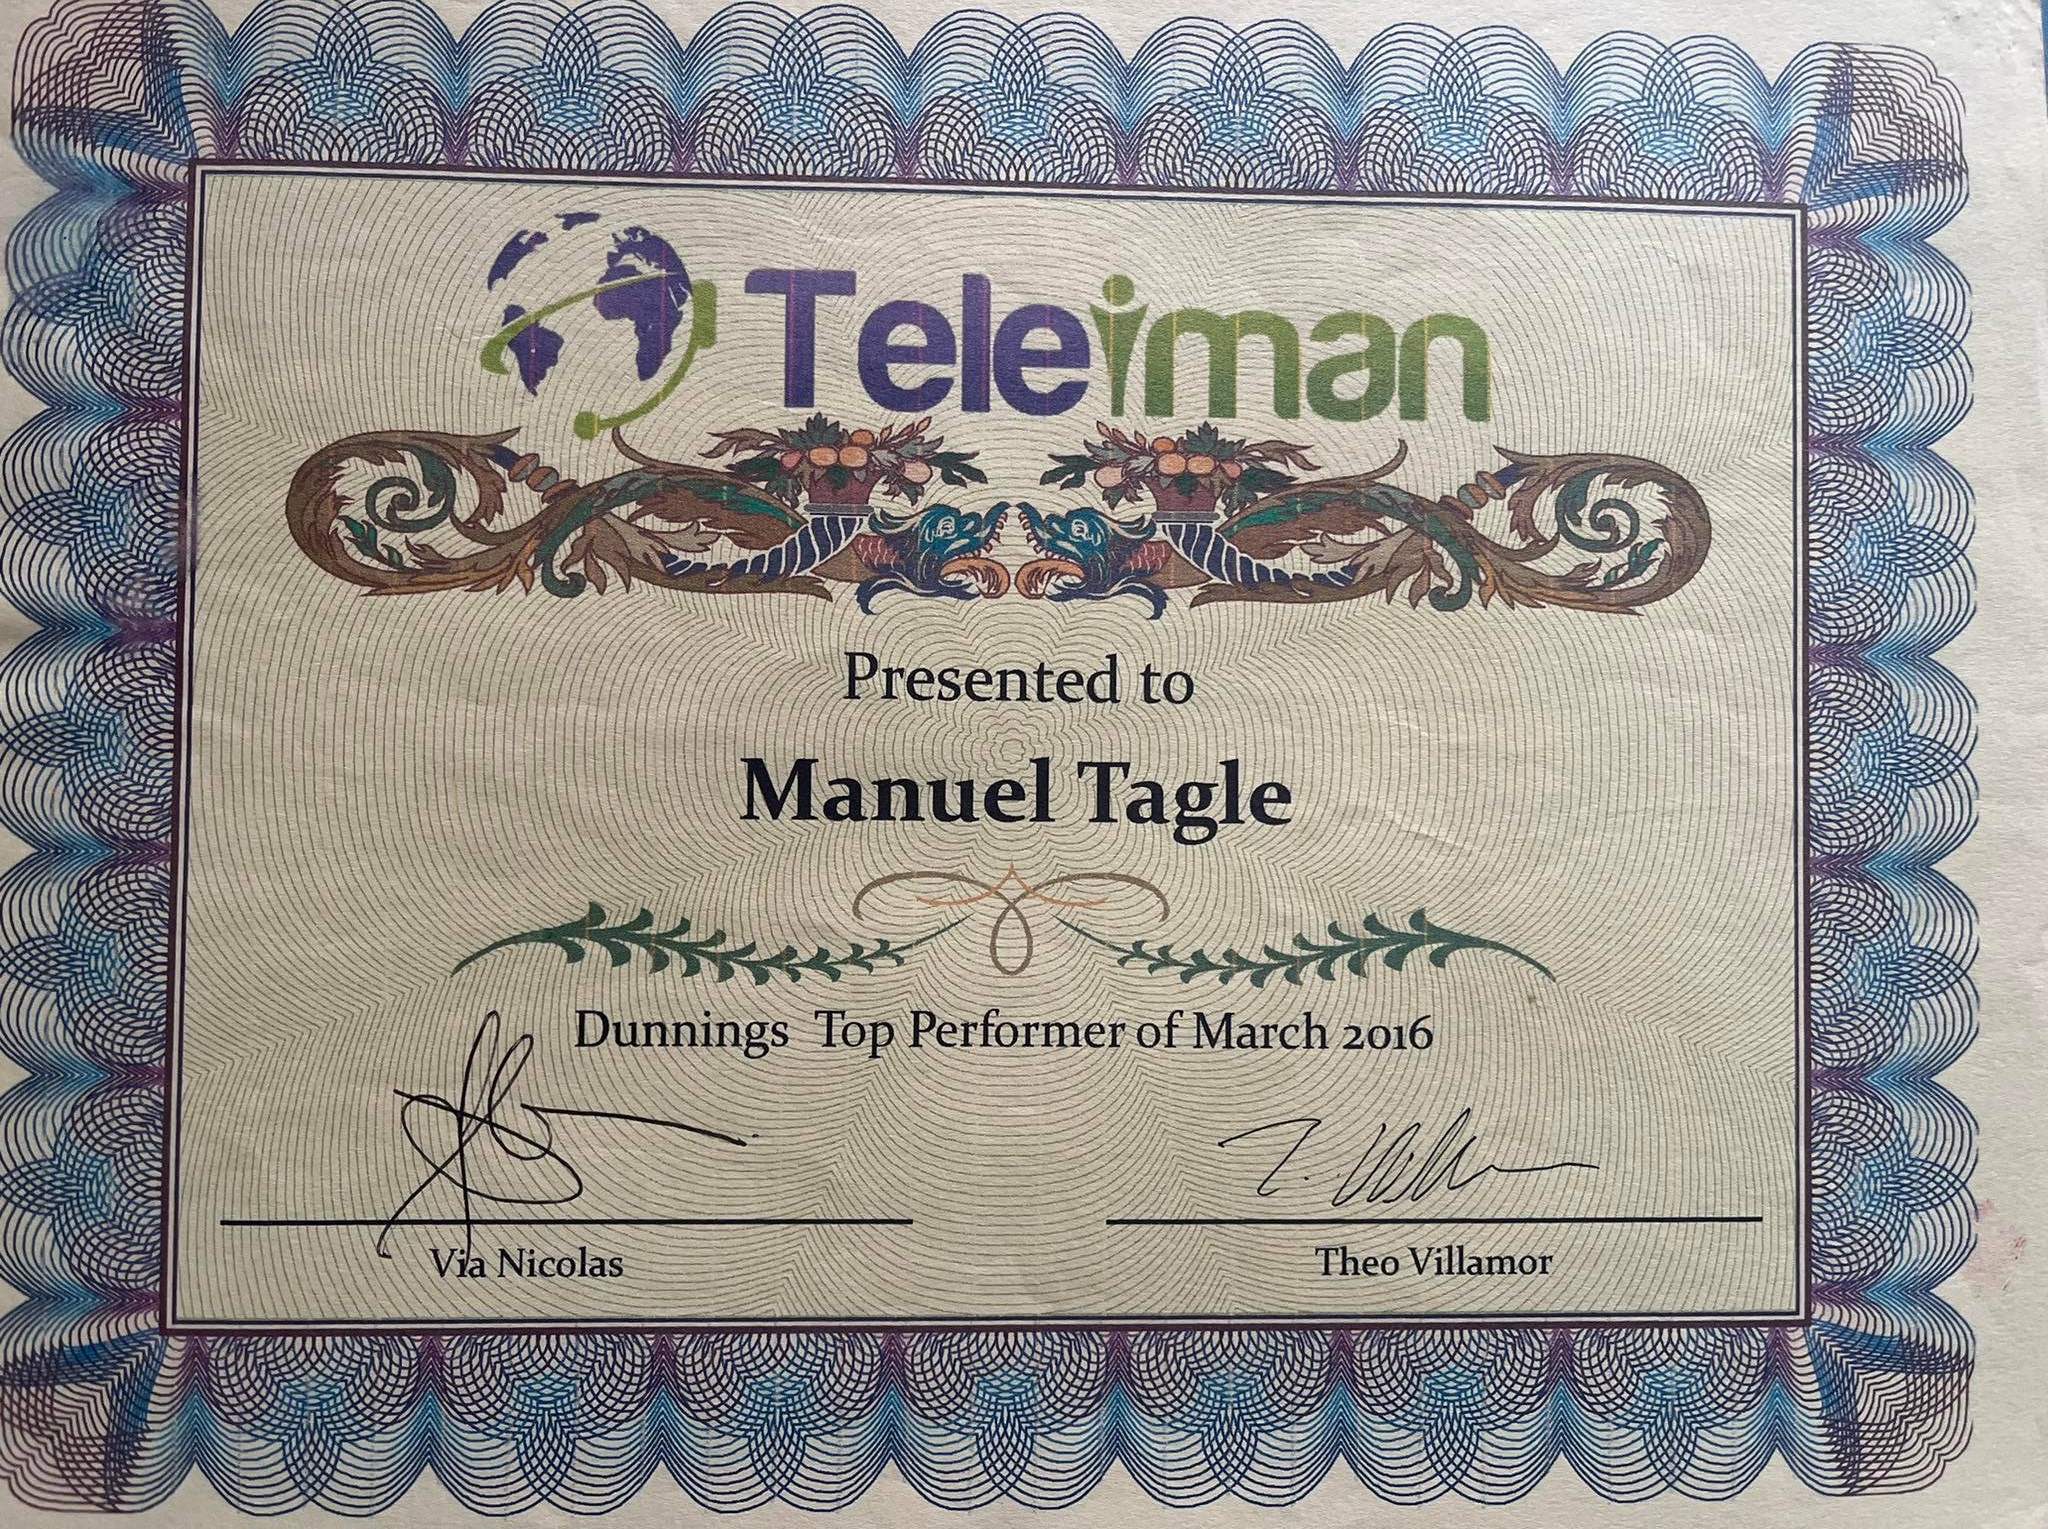 Teleiman
Presented to
Manuel Tagle
Dunnings Top Performer of March 2016
Via Nicolas
Theo Villamor